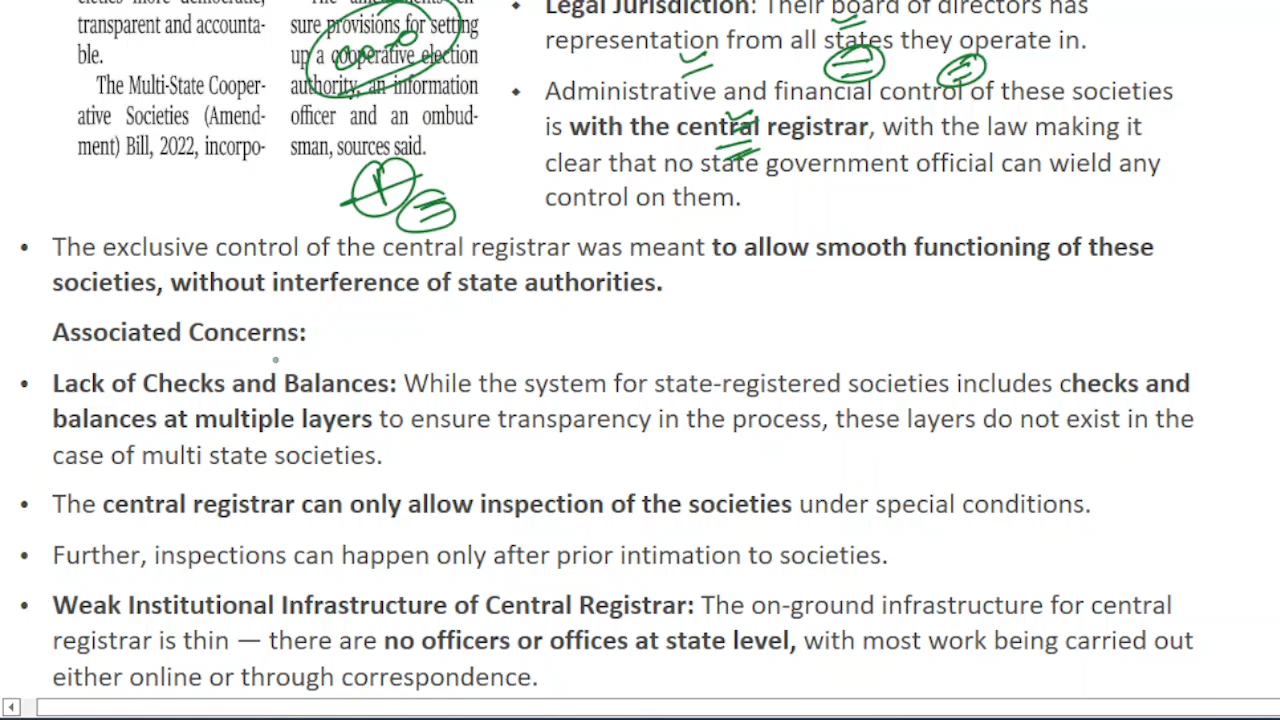 transparent and accounta-
ble.
The Multi-State Cooper-
ative Societies (Amend-
ment) Bill, 2022, incorpo-
sure provisions for setting
up a cooperative election
authority, an information
officer and an ombud-
sman, sources said.
• Legal Jurisdiction: Their board of directors has
representation from all states they operate in.
• Administrative and financial control of these societies
is with the central registrar, with the law making it
clear that no state government official can wield any
control on them.
• The exclusive control of the central registrar was meant to allow smooth functioning of these
societies, without interference of state authorities.
Associated Concerns:
• Lack of Checks and Balances: While the system for state-registered societies includes checks and
balances at multiple layers to ensure transparency in the process, these layers do not exist in the
case of multi state societies.
• The central registrar can only allow inspection of the societies under special conditions.
• Further, inspections can happen only after prior intimation to societies.
• Weak Institutional Infrastructure of Central Registrar: The on-ground infrastructure for central
registrar is thin — there are no officers or offices at state level, with most work being carried out
either online or through correspondence.